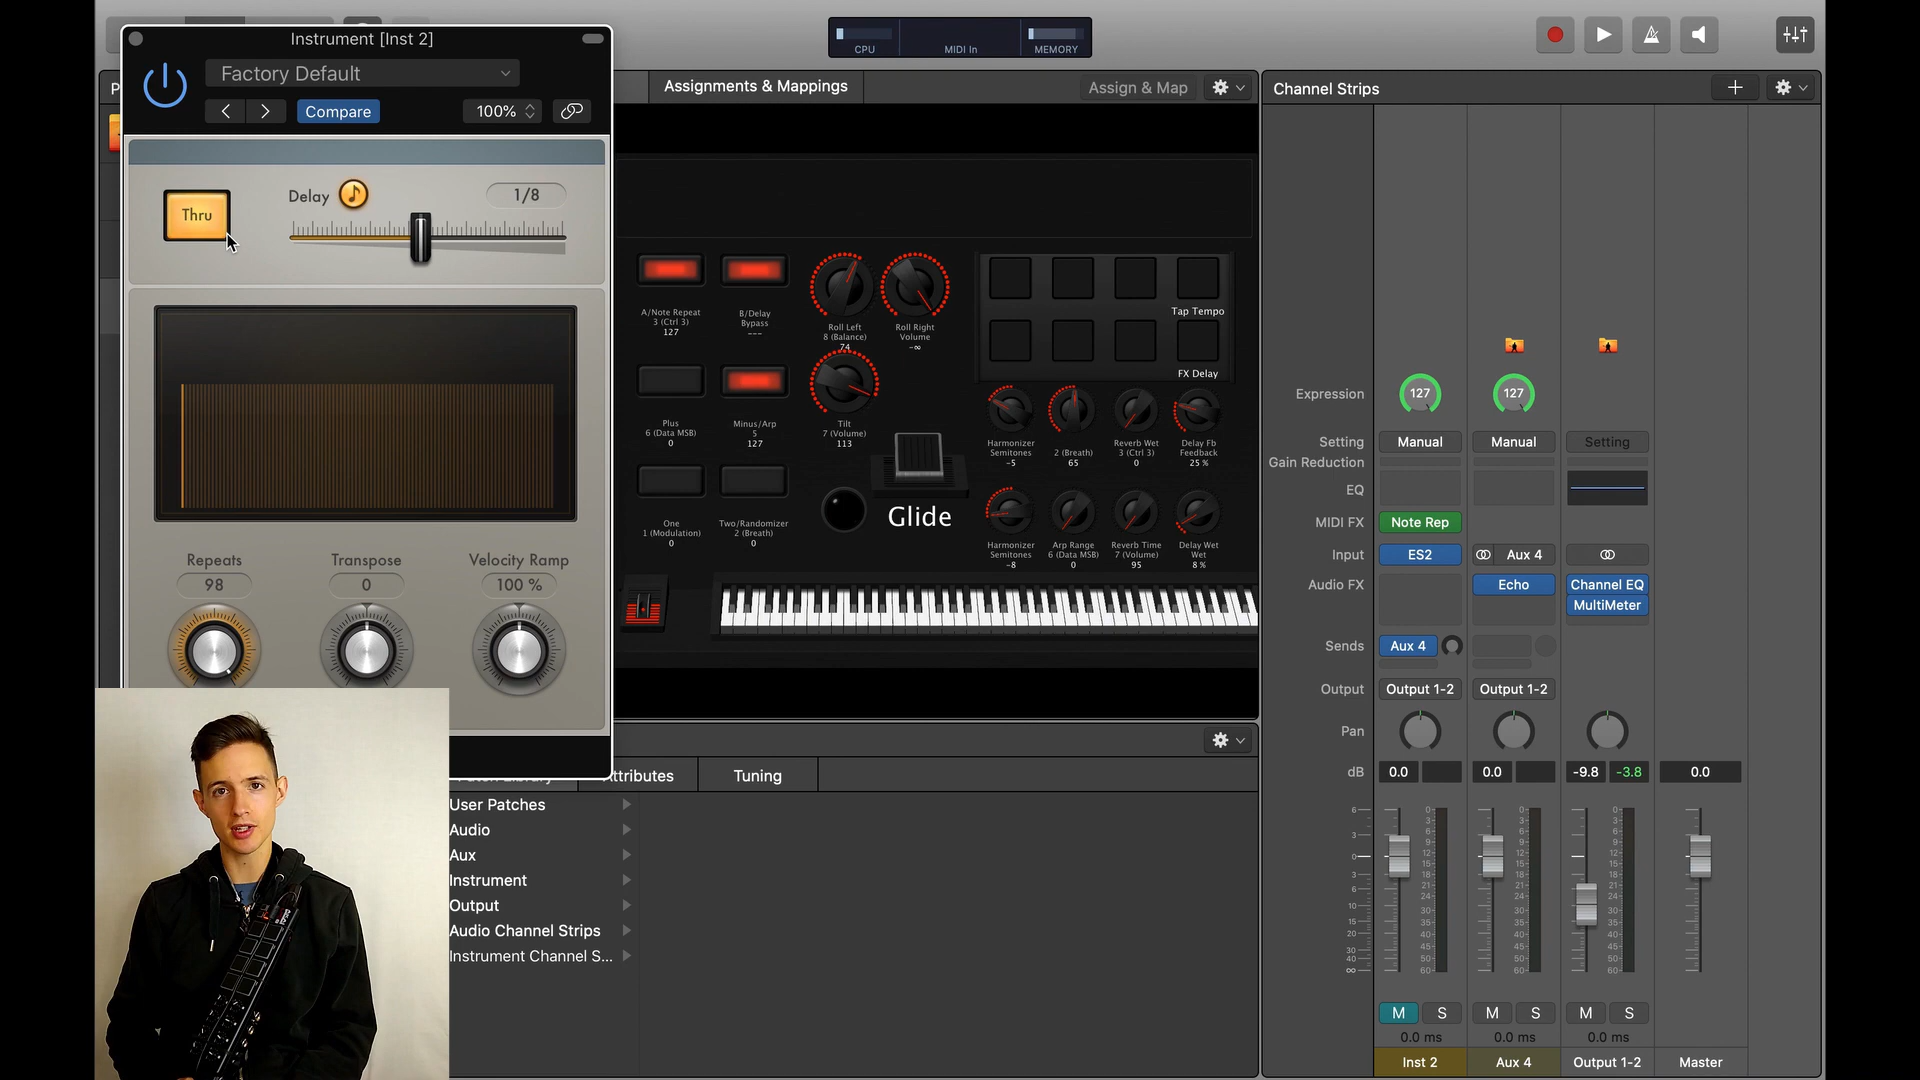 Instrument [Inst 2]
Factory Default
Compare
100%
Thru
Delay
1/8
Repeats
98
Transpose
0
Velocity Ramp
100 %
CPU
MIDI In
MEMORY
Assignments & Mappings
Assign & Map
A/Note Repeat
3 (Ctrl 3)
127
B/Delay
Bypass
---
Roll Left
8 (Balance)
74
Roll Right
Volume
-∞
Tap Tempo
FX Delay
Plus
6 (Data MSB)
0
Minus/Arp
5
127
Tilt
7 (Volume)
113
Harmonizer
Semitones
-5
2 (Breath)
65
Reverb Wet
3 (Ctrl 3)
0
Delay Fb
Feedback
25 %
One
1 (Modulation)
0
Two/Randomizer
2 (Breath)
0
Glide
Harmonizer
Semitones
-8
Arp Range
6 (Data MSB)
0
Reverb Time
7 (Volume)
95
Delay Wet
Wet
8 %
Attributes
Tuning
User Patches
Audio
Aux
Instrument
Output
Audio Channel Strips
Instrument Channel S...
Channel Strips
Expression
127
127
Setting
Manual
Manual
Setting
Gain Reduction
EQ
MIDI FX
Note Rep
Input
ES2
Aux 4
Audio FX
Echo
Channel EQ
MultiMeter
Sends
Aux 4
Output
Output 1-2
Output 1-2
Pan
dB
0.0
0.0
-9.8
-3.8
0.0
M S
M S
M S
0.0 ms
0.0 ms
0.0 ms
Inst 2
Aux 4
Output 1-2
Master